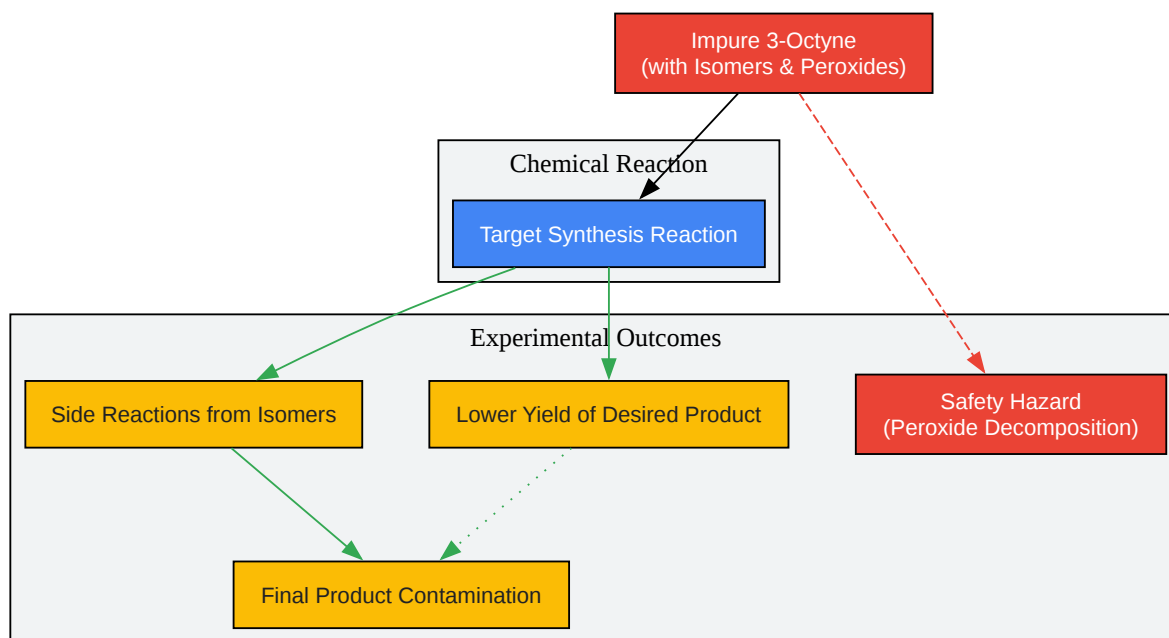 Impure 3-Octyne
(with Isomers & Peroxides)
Chemical Reaction
Target Synthesis Reaction
Experimental Outcomes
Side Reactions from Isomers
Lower Yield of Desired Product
Safety Hazard
(Peroxide Decomposition)
Final Product Contamination